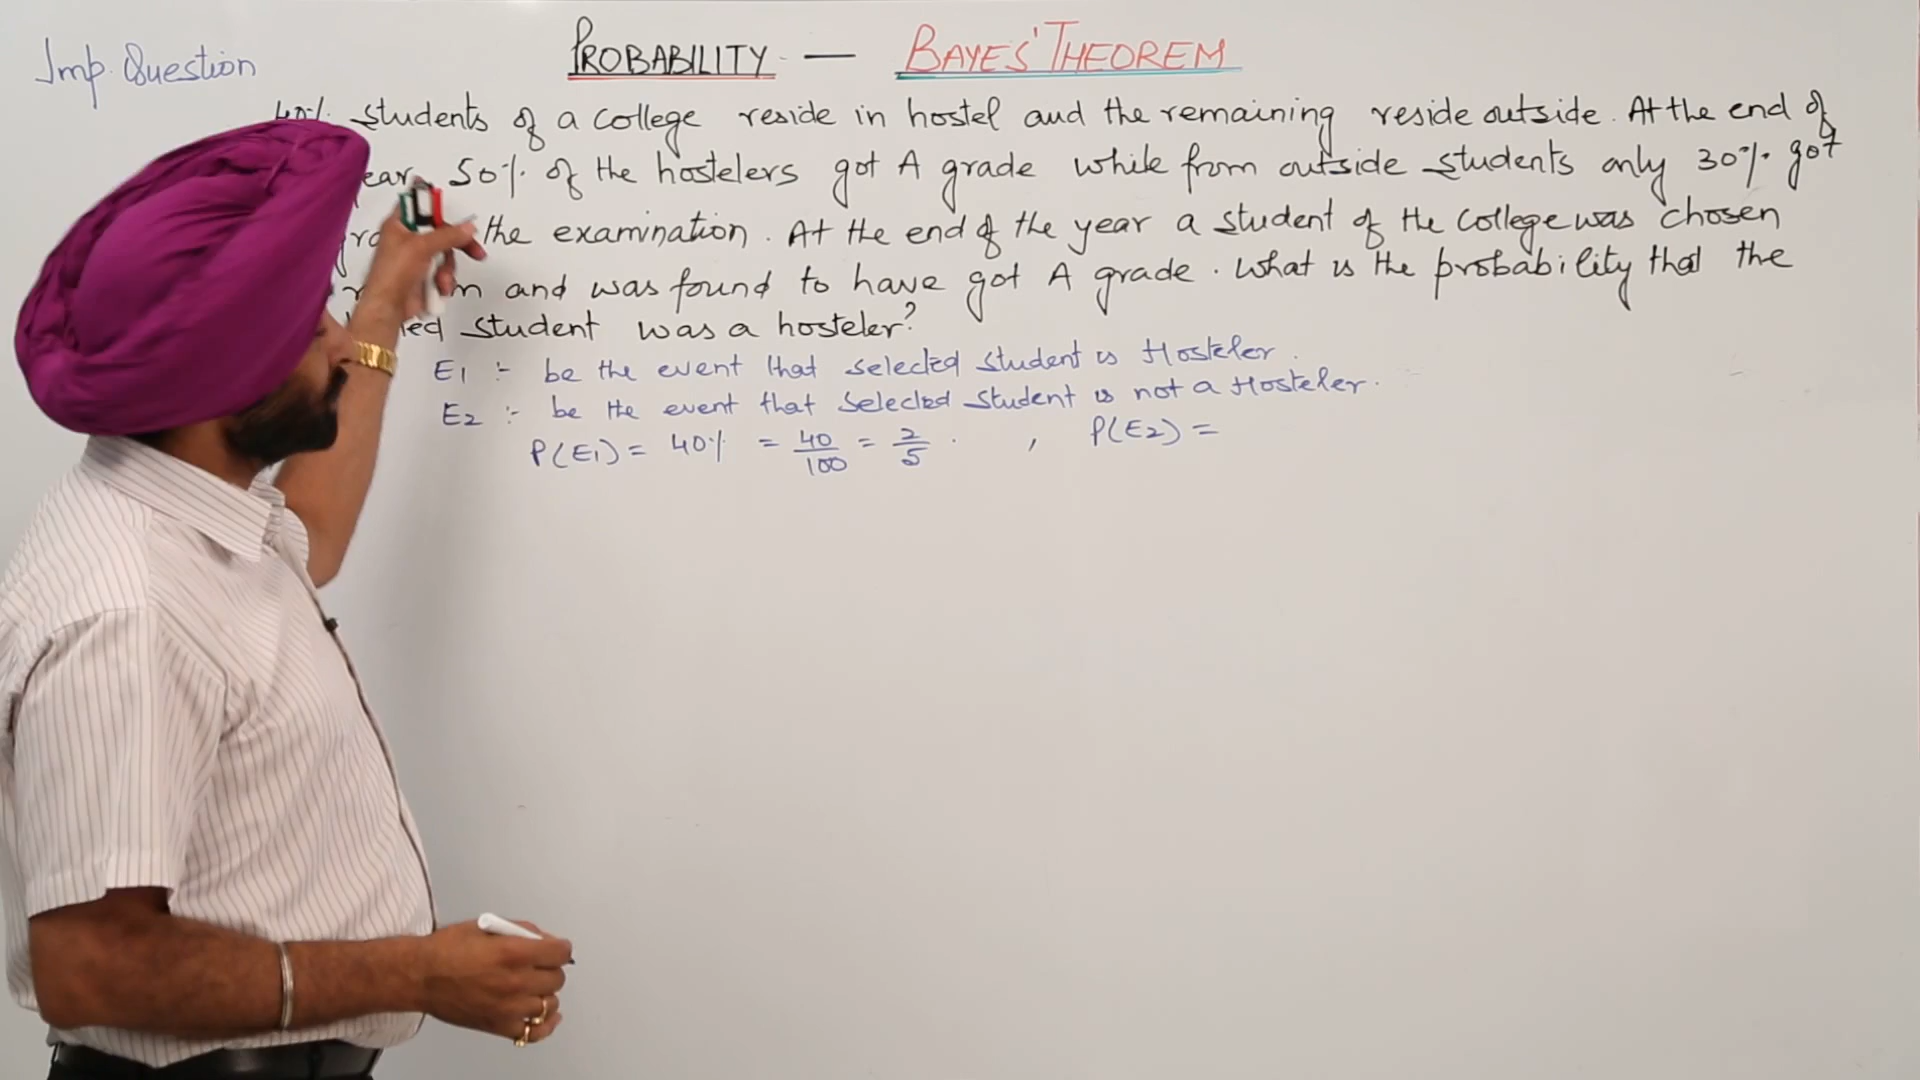 Imp. Question
PROBABILITY — BAYES' THEOREM
40% students of a college reside in hostel and the remaining reside outside. At the end of
50% of the hostelers got A grade while from outside students only 30% got
the examination. At the end of the year a student of the college was chosen
and was found to have got A grade. What is the probability that the
student was a hosteler?
E1 :- be the event that selected student is Hosteler.
E2 :- be the event that selected student is not a Hosteler.
P(E1) = 40% = 40/100 = 2/5 . , P(E2) =